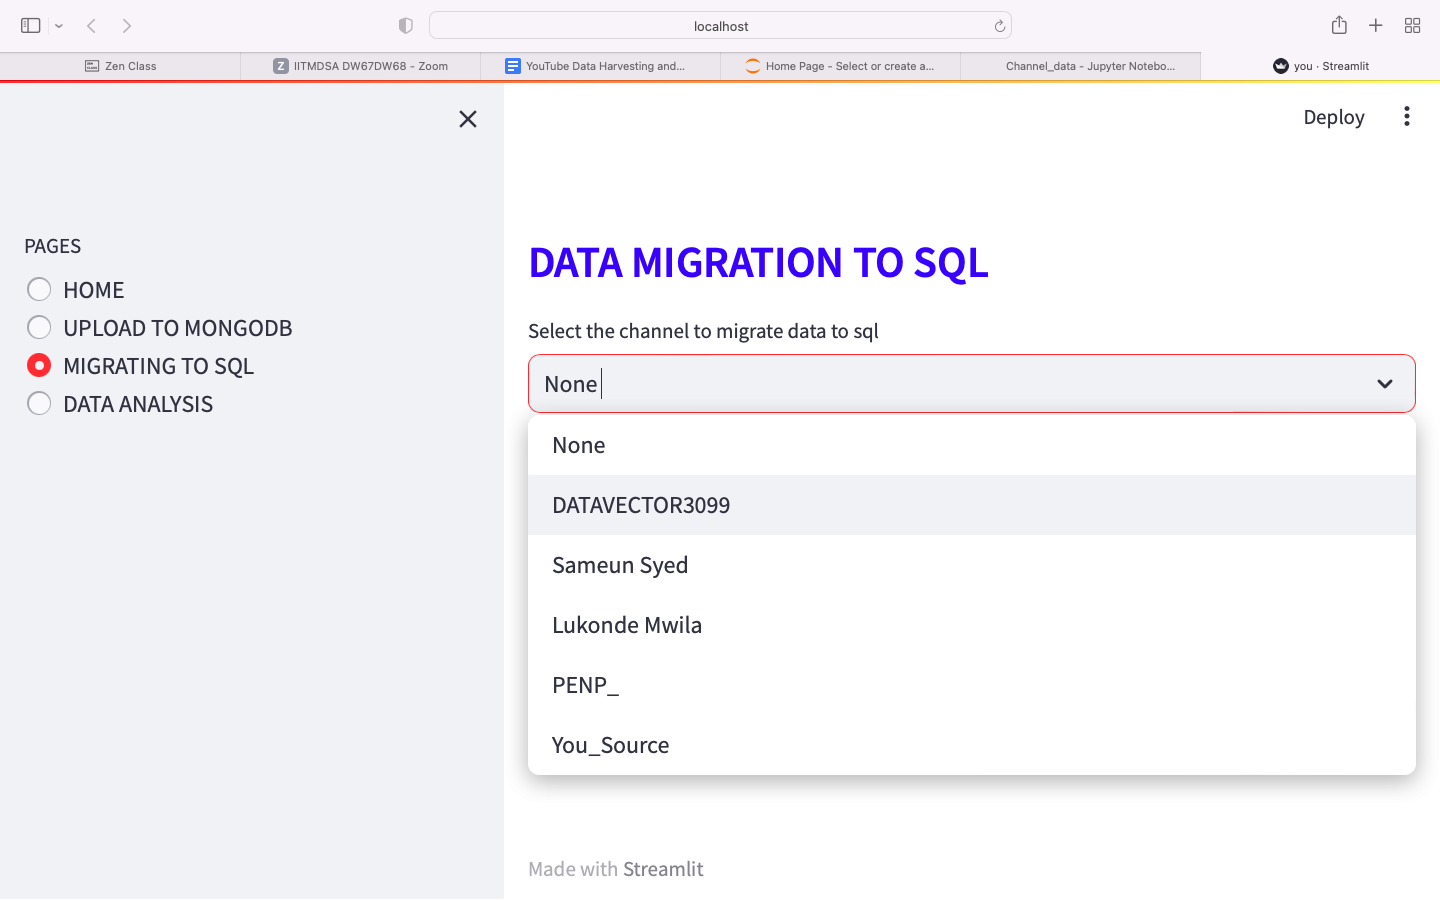 localhost
Zen Class
Z IITMDSA DW67DW68 - Zoom
YouTube Data Harvesting and...
Home Page - Select or create a...
Channel_data - Jupyter Notebo...
you · Streamlit
Deploy
PAGES
HOME
UPLOAD TO MONGODB
MIGRATING TO SQL
DATA ANALYSIS
DATA MIGRATION TO SQL
Select the channel to migrate data to sql
None
None
DATAVECTOR3099
Sameun Syed
Lukonde Mwila
PENP_
You_Source
Made with Streamlit